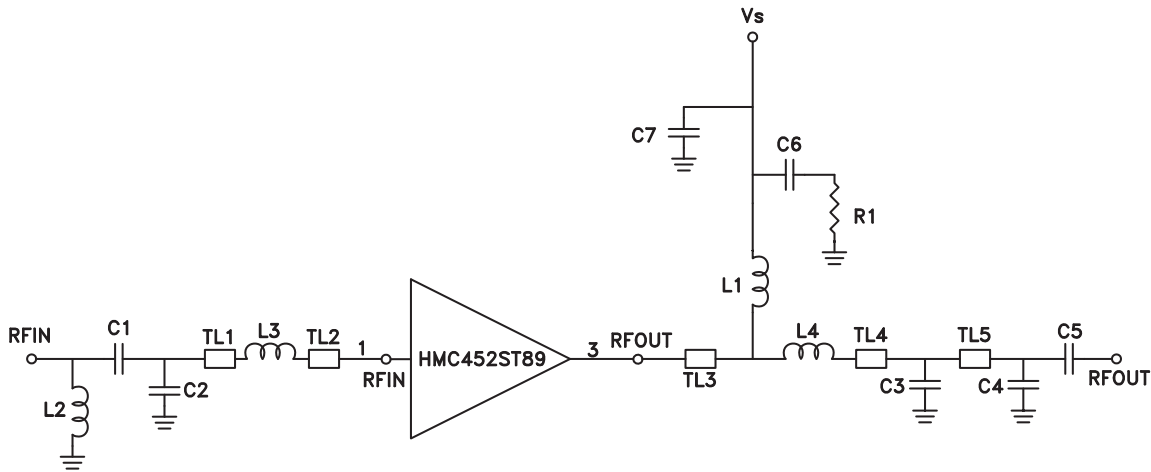 Vs
C7
C6
R1
L1
RFIN
C1
TL1
L3
TL2
1
RFIN
HMC452ST89
3
RFOUT
TL3
L4
TL4
TL5
C5
L2
C2
C3
C4
RFOUT